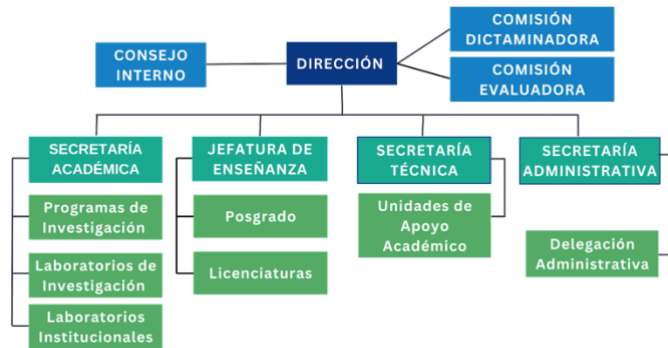 COMISIÓN
DICTAMINADORA
CONSEJO
INTERNO
DIRECCIÓN
COMISIÓN
EVALUADORA
SECRETARÍA
ACADÉMICA
JEFATURA DE
ENSEÑANZA
SECRETARÍA
TÉCNICA
SECRETARÍA
ADMINISTRATIVA
Programas de
Investigación
Posgrado
Unidades de
Apoyo
Académico
Laboratorios de
Investigación
Licenciaturas
Delegación
Administrativa
Laboratorios
Institucionales